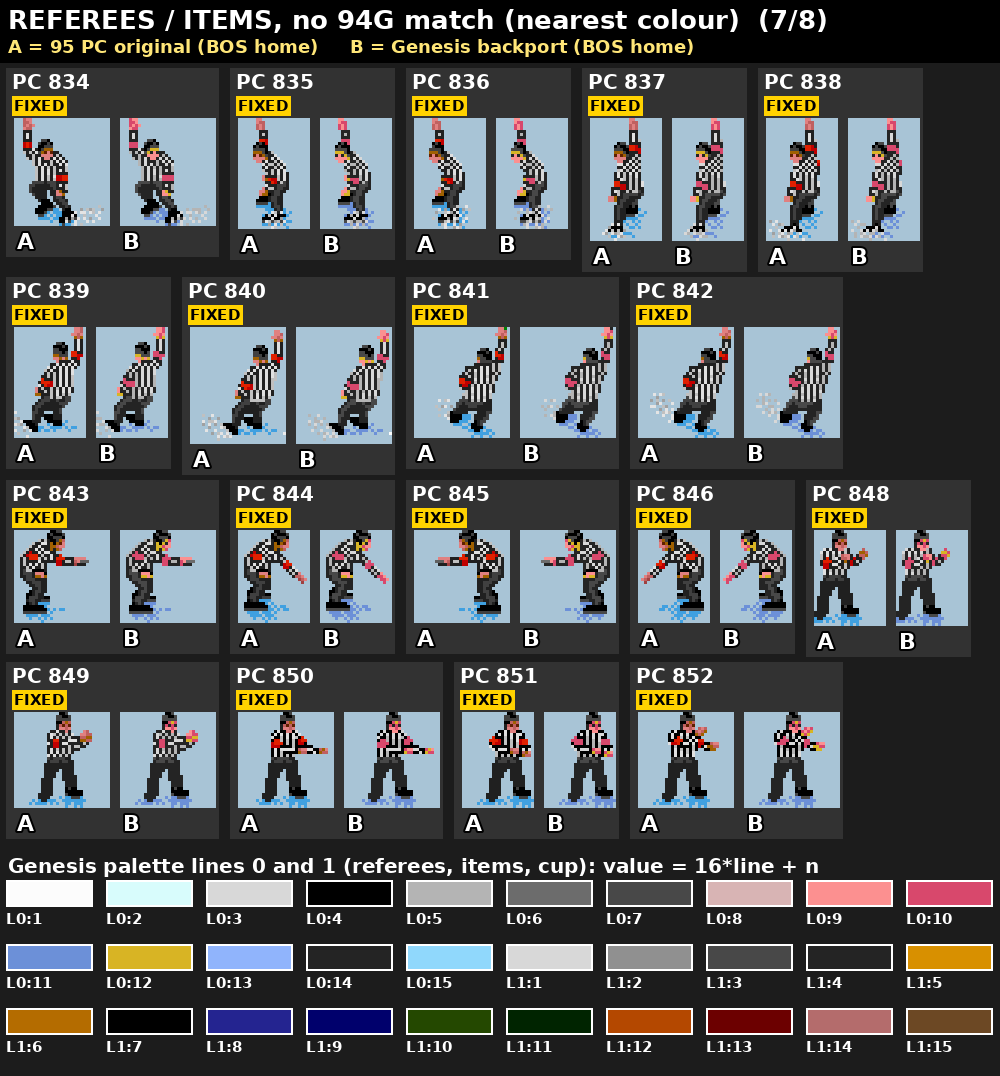 REFEREES / ITEMS, no 94G match (nearest colour)  (7/8)
A = 95 PC original (BOS home)     B = Genesis backport (BOS home)
PC 834 PC 835 PC 836 PC 837 PC 838
FIXED FIXED FIXED FIXED FIXED
A B A B A B A B A B
PC 839 PC 840 PC 841 PC 842
FIXED FIXED FIXED FIXED
A B A B A B A B
PC 843 PC 844 PC 845 PC 846 PC 848
FIXED FIXED FIXED FIXED FIXED
A B A B A B A B A B
PC 849 PC 850 PC 851 PC 852
FIXED FIXED FIXED FIXED
A B A B A B A B
Genesis palette lines 0 and 1 (referees, items, cup): value = 16*line + n
L0:1 L0:2 L0:3 L0:4 L0:5 L0:6 L0:7 L0:8 L0:9 L0:10
L0:11 L0:12 L0:13 L0:14 L0:15 L1:1 L1:2 L1:3 L1:4 L1:5
L1:6 L1:7 L1:8 L1:9 L1:10 L1:11 L1:12 L1:13 L1:14 L1:15